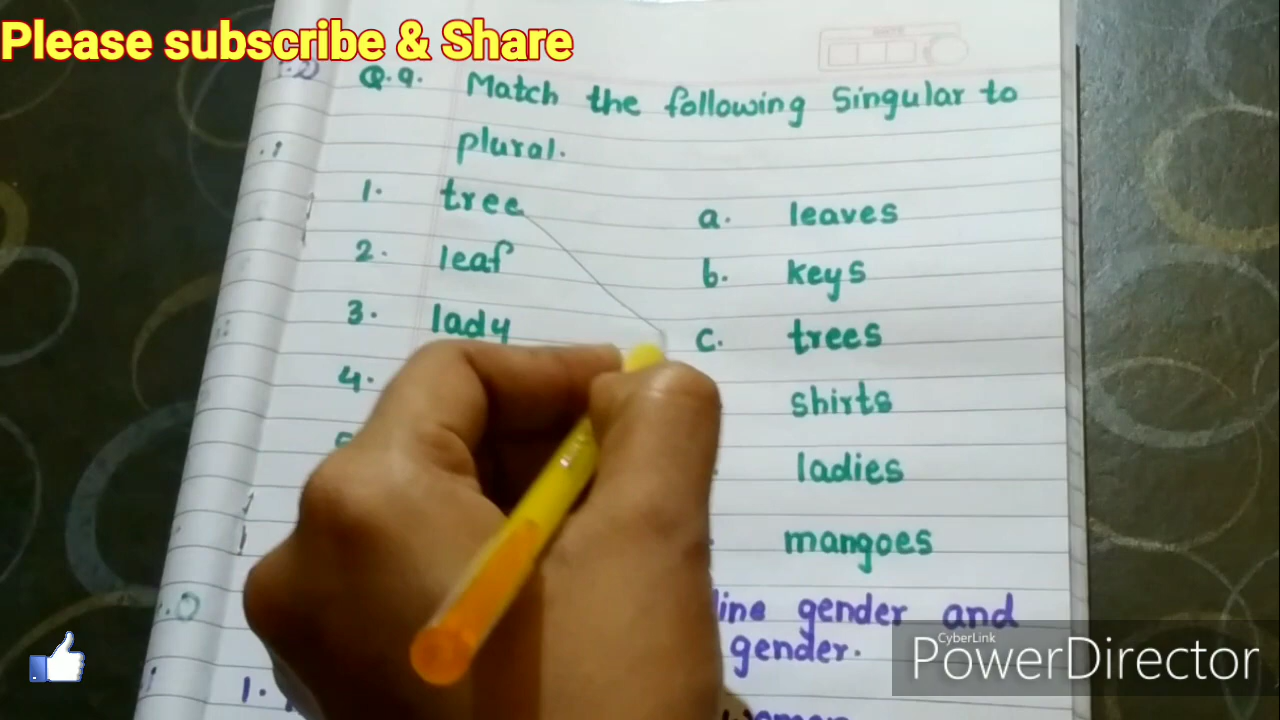 Please subscribe & Share
Q.9. Match the following Singular to
plural.
1. tree a. leaves
2. leaf b. keys
3. lady c. trees
4. shirts
ladies
mangoes
gender and
gender.
1.
CyberLink
PowerDirector